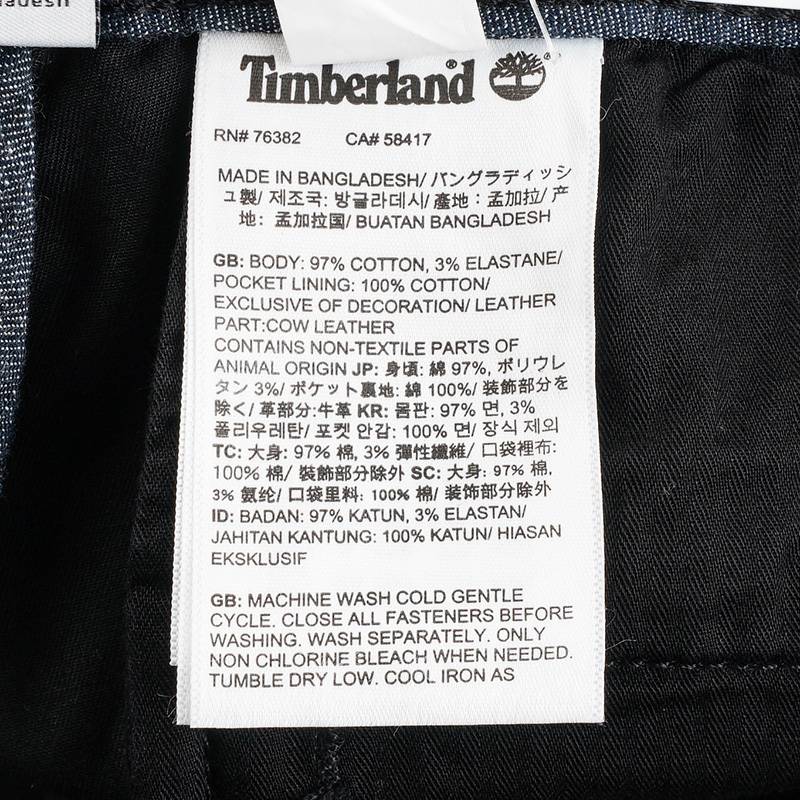 Timberland®
RN# 76382 CA# 58417
MADE IN BANGLADESH/ バングラディッシ
ュ製/ 제조국: 방글라데시/ 產地：孟加拉/ 产
地：孟加拉国/ BUATAN BANGLADESH
GB: BODY: 97% COTTON, 3% ELASTANE/
POCKET LINING: 100% COTTON/
EXCLUSIVE OF DECORATION/ LEATHER
PART:COW LEATHER
CONTAINS NON-TEXTILE PARTS OF
ANIMAL ORIGIN JP: 身頃: 綿 97%, ポリウレ
タン 3%/ ポケット裏地: 綿 100%/ 装飾部分を
除く/ 革部分:牛革 KR: 몸판: 97% 면, 3%
폴리우레탄/ 포켓 안감: 100% 면/ 장식 제외
TC: 大身: 97% 棉, 3% 彈性纖維/ 口袋裡布:
100% 棉/ 裝飾部分除外 SC: 大身: 97% 棉,
3% 氨纶/ 口袋里料: 100% 棉/ 装饰部分除外
ID: BADAN: 97% KATUN, 3% ELASTAN/
JAHITAN KANTUNG: 100% KATUN/ HIASAN
EKSKLUSIF
GB: MACHINE WASH COLD GENTLE
CYCLE. CLOSE ALL FASTENERS BEFORE
WASHING. WASH SEPARATELY. ONLY
NON CHLORINE BLEACH WHEN NEEDED.
TUMBLE DRY LOW. COOL IRON AS